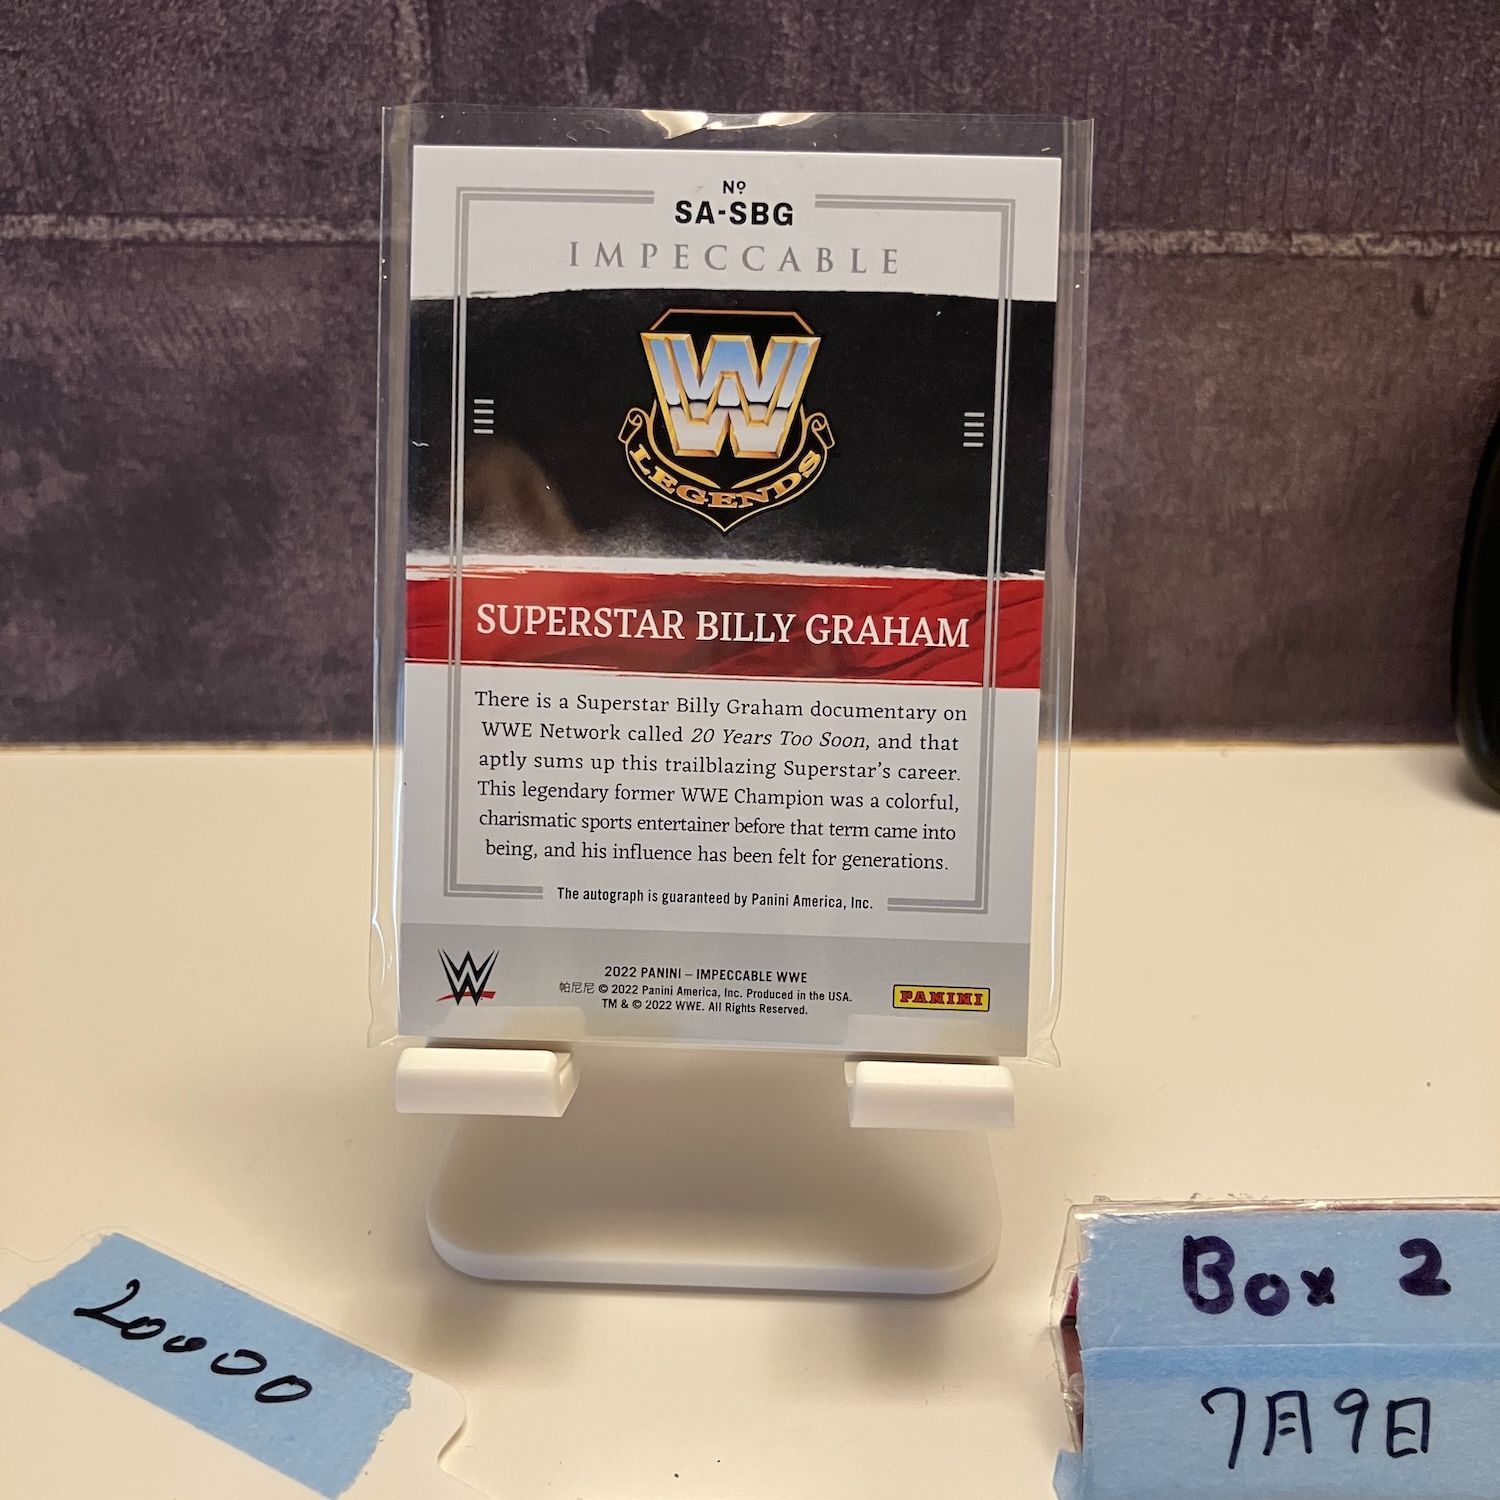 Nº
SA-SBG
IMPECCABLE
W
LEGENDS
SUPERSTAR BILLY GRAHAM
There is a Superstar Billy Graham documentary on
WWE Network called 20 Years Too Soon, and that
aptly sums up this trailblazing Superstar's career.
This legendary former WWE Champion was a colorful,
charismatic sports entertainer before that term came into
being, and his influence has been felt for generations.
The autograph is guaranteed by Panini America, Inc.
W
2022 PANINI – IMPECCABLE WWE
帕尼尼 © 2022 Panini America, Inc. Produced in the USA.
TM & © 2022 WWE. All Rights Reserved.
PANINI
20000
Box 2
7月9日